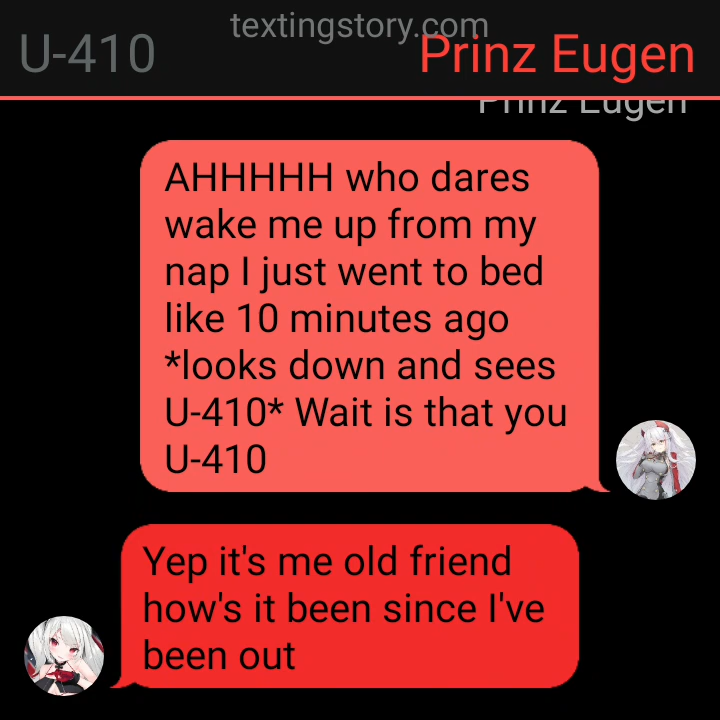 textingstory.com
U-410
Prinz Eugen
Prinz Eugen
AHHHHH who dares
wake me up from my
nap I just went to bed
like 10 minutes ago
*looks down and sees
U-410* Wait is that you
U-410
Yep it's me old friend
how's it been since I've
been out